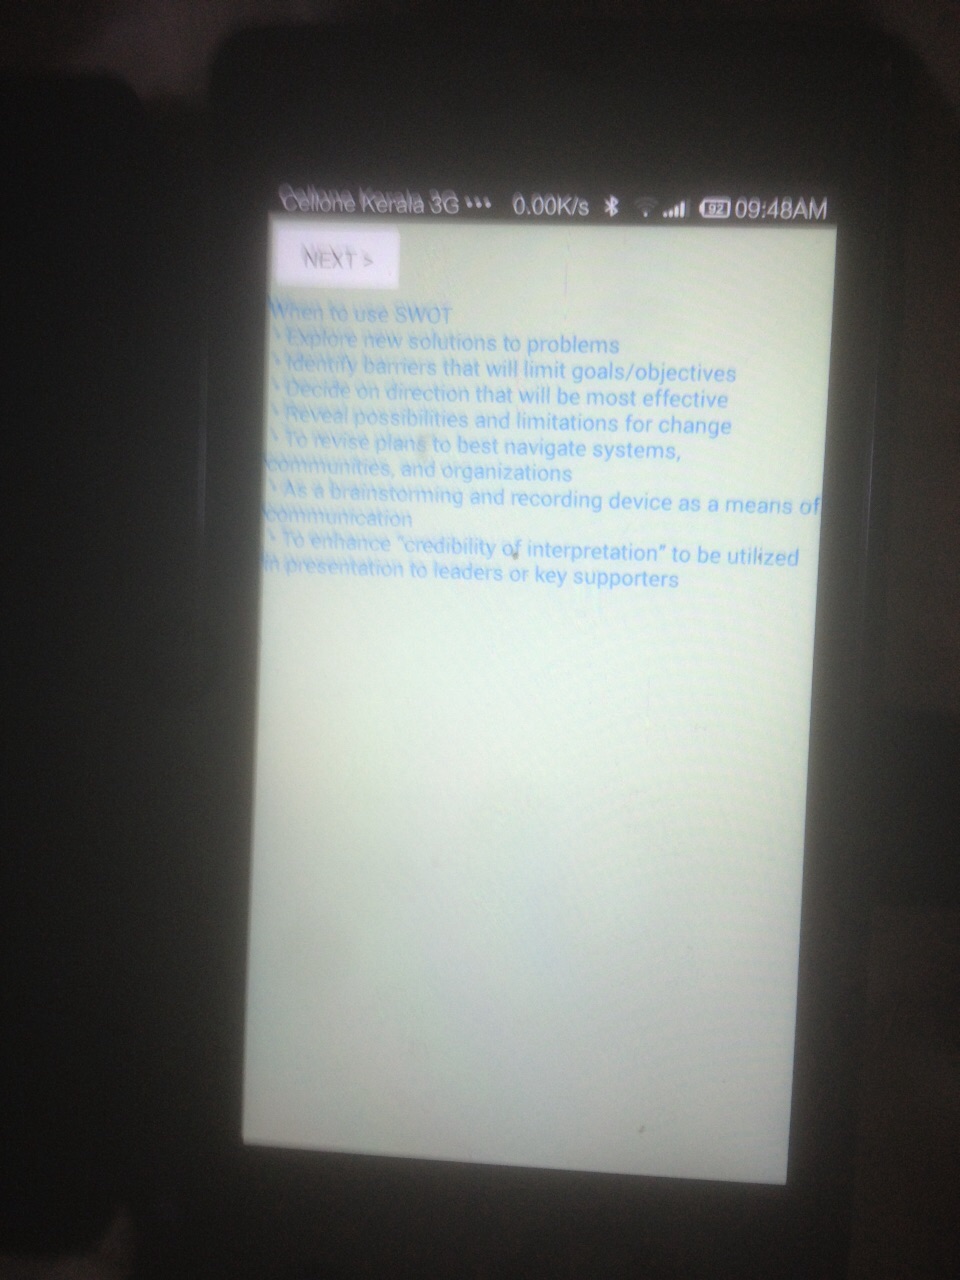 Cellone Kerala 3G ... 0.00K/s 92 09:48AM
NEXT >
When to use SWOT
· Explore new solutions to problems
· Identify barriers that will limit goals/objectives
· Decide on direction that will be most effective
· Reveal possibilities and limitations for change
· To revise plans to best navigate systems,
communities, and organizations
· As a brainstorming and recording device as a means of
communication
· To enhance "credibility of interpretation" to be utilized
in presentation to leaders or key supporters